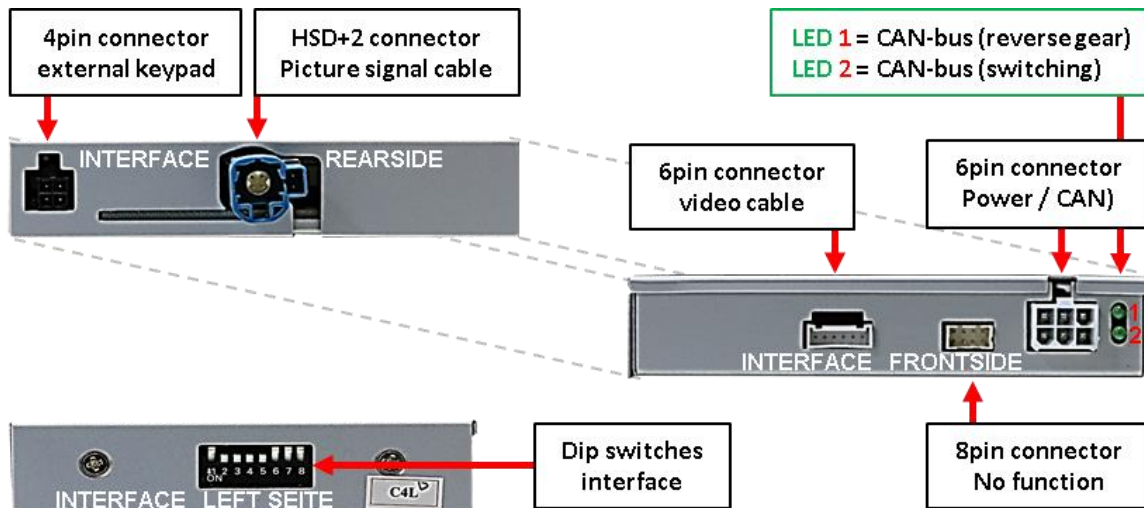 4pin connector
external keypad
HSD+2 connector
Picture signal cable
LED 1 = CAN-bus (reverse gear)
LED 2 = CAN-bus (switching)
INTERFACE
REARSIDE
6pin connector
video cable
6pin connector
Power / CAN)
1
2
INTERFACE FRONTSIDE
Dip switches
interface
8pin connector
No function
1 2 3 4 5 6 7 8
ON
INTERFACE LEFT SEITE
C4L